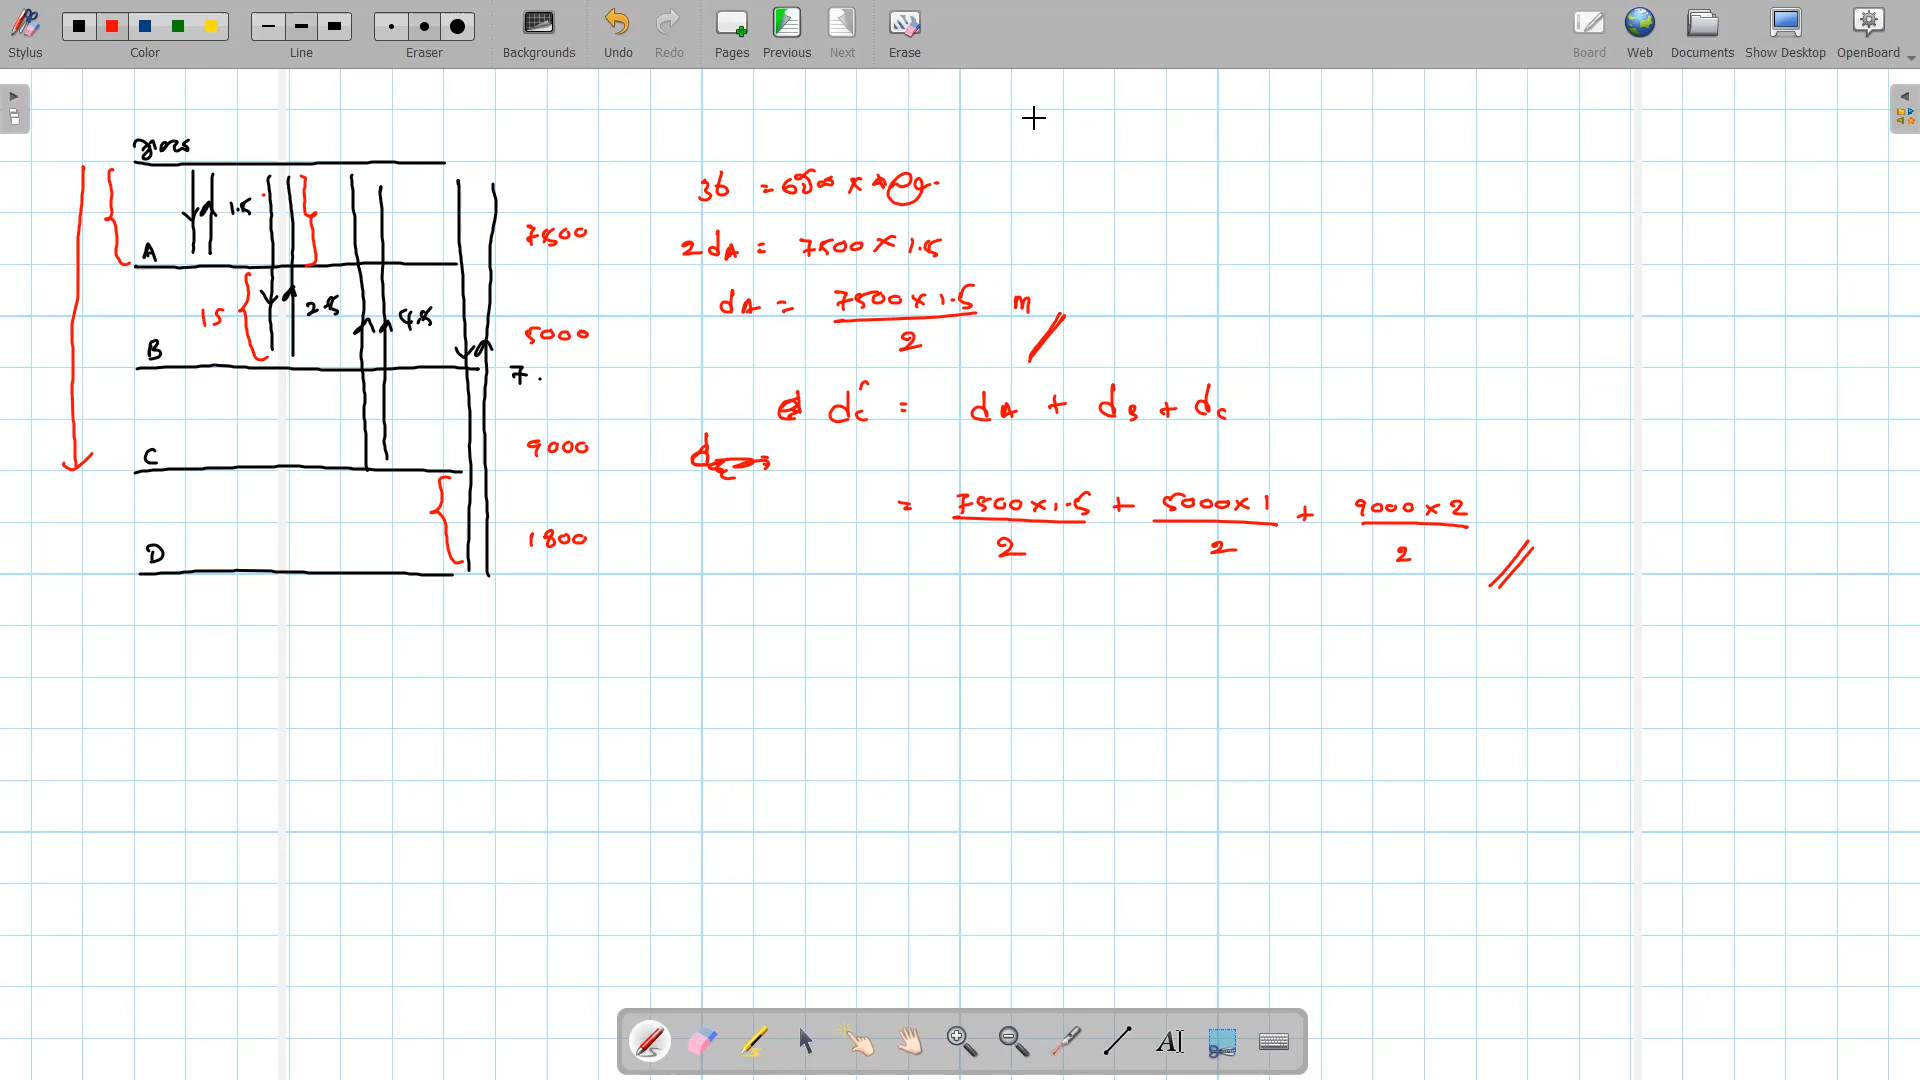 Stylus Color Line Eraser Backgrounds Undo Redo Pages Previous Next Erase Board Web Documents Show Desktop OpenBoard
A
1.5
B
15
2.5
4.5
C
D
7500
5000
7.
9000
1800
2dA = 7500 × 1.5
dA = 7500 × 1.5 m
2
dC = dA + dB + dC
= 7500×1.5 + 5000×1 + 9000×2
2 2 2
AI